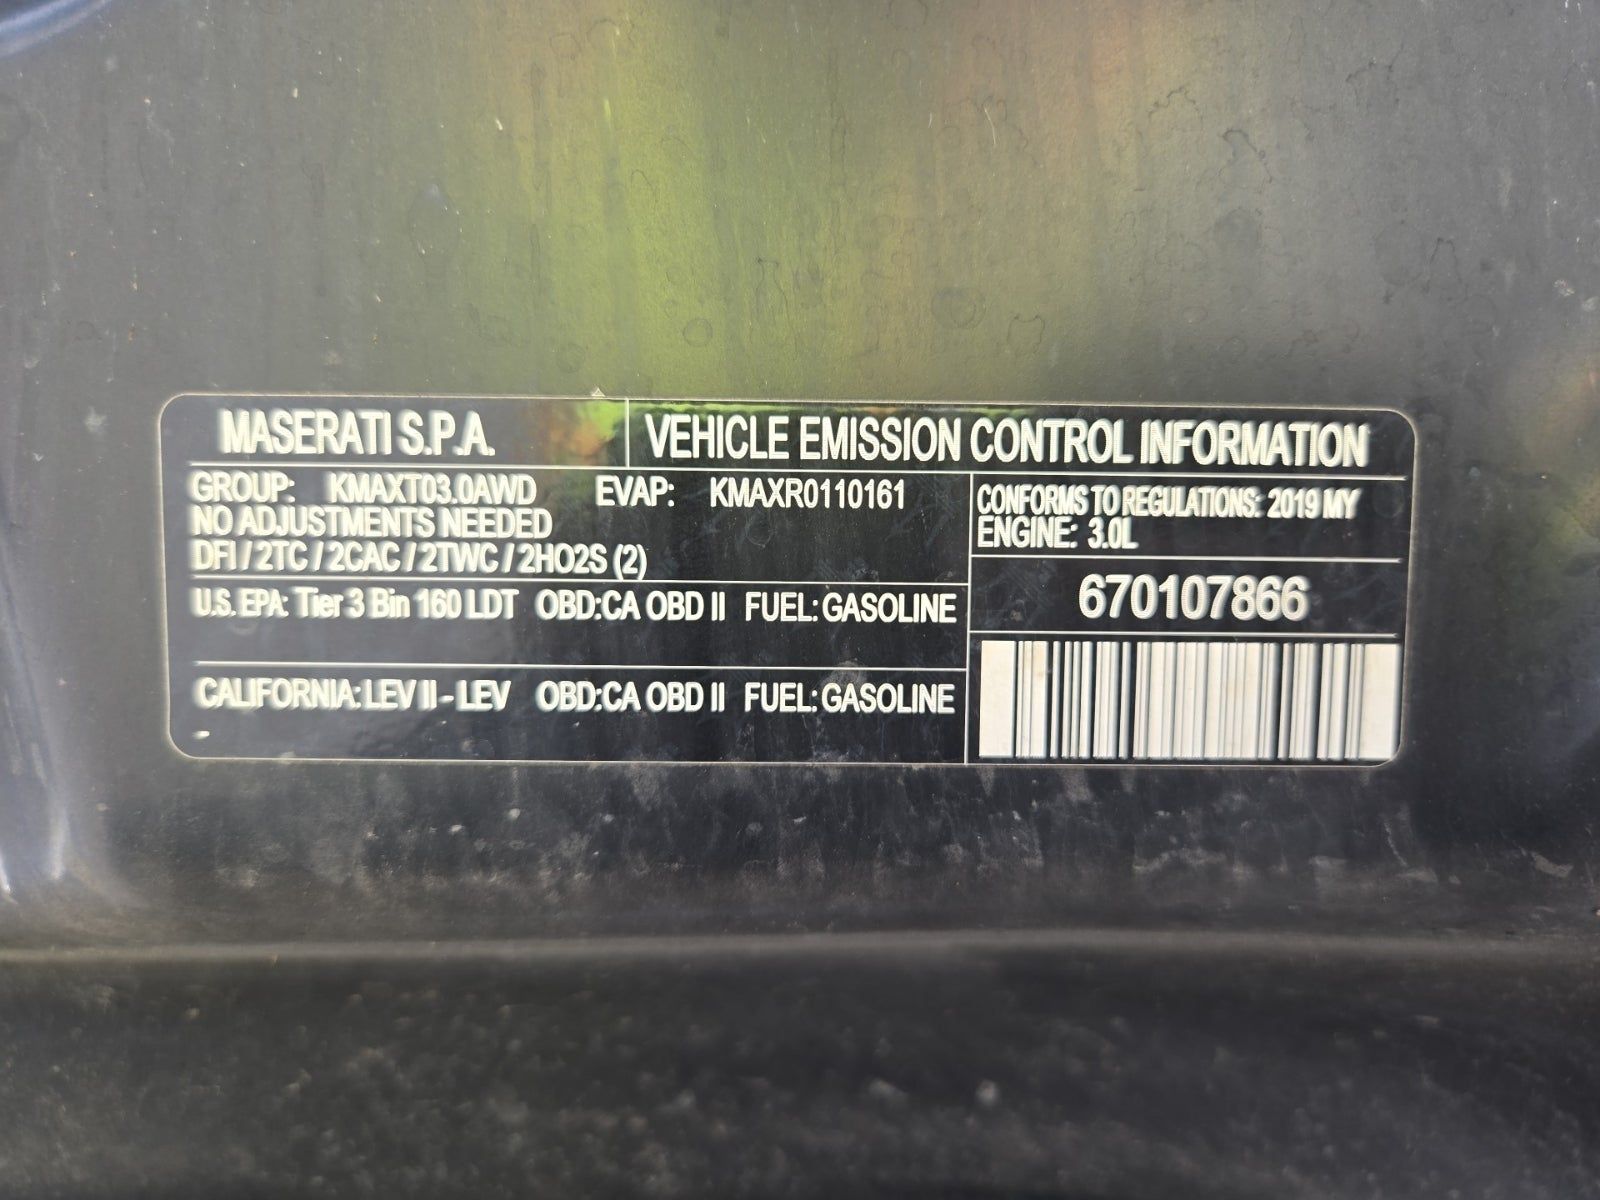 MASERATI S.P.A. VEHICLE EMISSION CONTROL INFORMATION
GROUP: KMAXT03.0AWD EVAP: KMAXR0110161
NO ADJUSTMENTS NEEDED
DFI / 2TC / 2CAC / 2TWC / 2HO2S (2)
CONFORMS TO REGULATIONS: 2019 MY
ENGINE: 3.0L
670107866
U.S. EPA: Tier 3 Bin 160 LDT OBD:CA OBD II FUEL: GASOLINE
CALIFORNIA: LEV II - LEV OBD:CA OBD II FUEL: GASOLINE
-